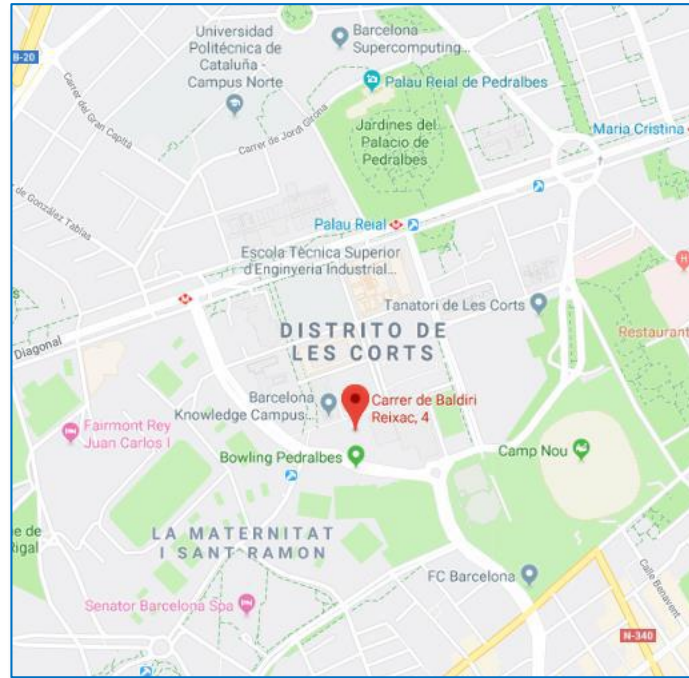 Universidad
Politécnica de
Cataluña -
Campus Norte
Barcelona
Supercomputing...
B-20
Palau Reial de Pedralbes
Carrer del Gran Capità
Carrer de Jordi Girona
Jardines del
Palacio de
Pedralbes
Maria Cristina
de González Tablas
Palau Reial
Escola Tècnica Superior
d'Enginyeria Industrial...
H
Tanatori de Les Corts
Diagonal
DISTRITO DE
LES CORTS
Restaurant
Barcelona
Knowledge Campus...
Carrer de Baldiri
Reixac, 4
Fairmont Rey
Juan Carlos I
Bowling Pedralbes
Camp Nou
e de
Rigal
LA MATERNITAT
I SANT RAMON
FC Barcelona
Calle Benavent
Senator Barcelona Spa
N-340